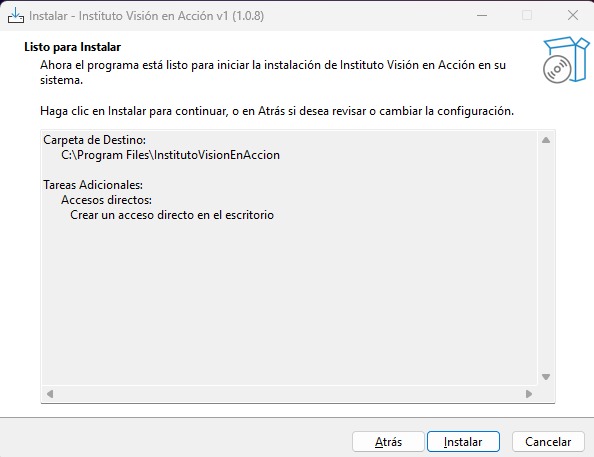 Instalar - Instituto Visión en Acción v1 (1.0.8)
Listo para Instalar
Ahora el programa está listo para iniciar la instalación de Instituto Visión en Acción en su
sistema.
Haga clic en Instalar para continuar, o en Atrás si desea revisar o cambiar la configuración.
Carpeta de Destino:
C:\Program Files\InstitutoVisionEnAccion
Tareas Adicionales:
Accesos directos:
Crear un acceso directo en el escritorio
Atrás Instalar Cancelar